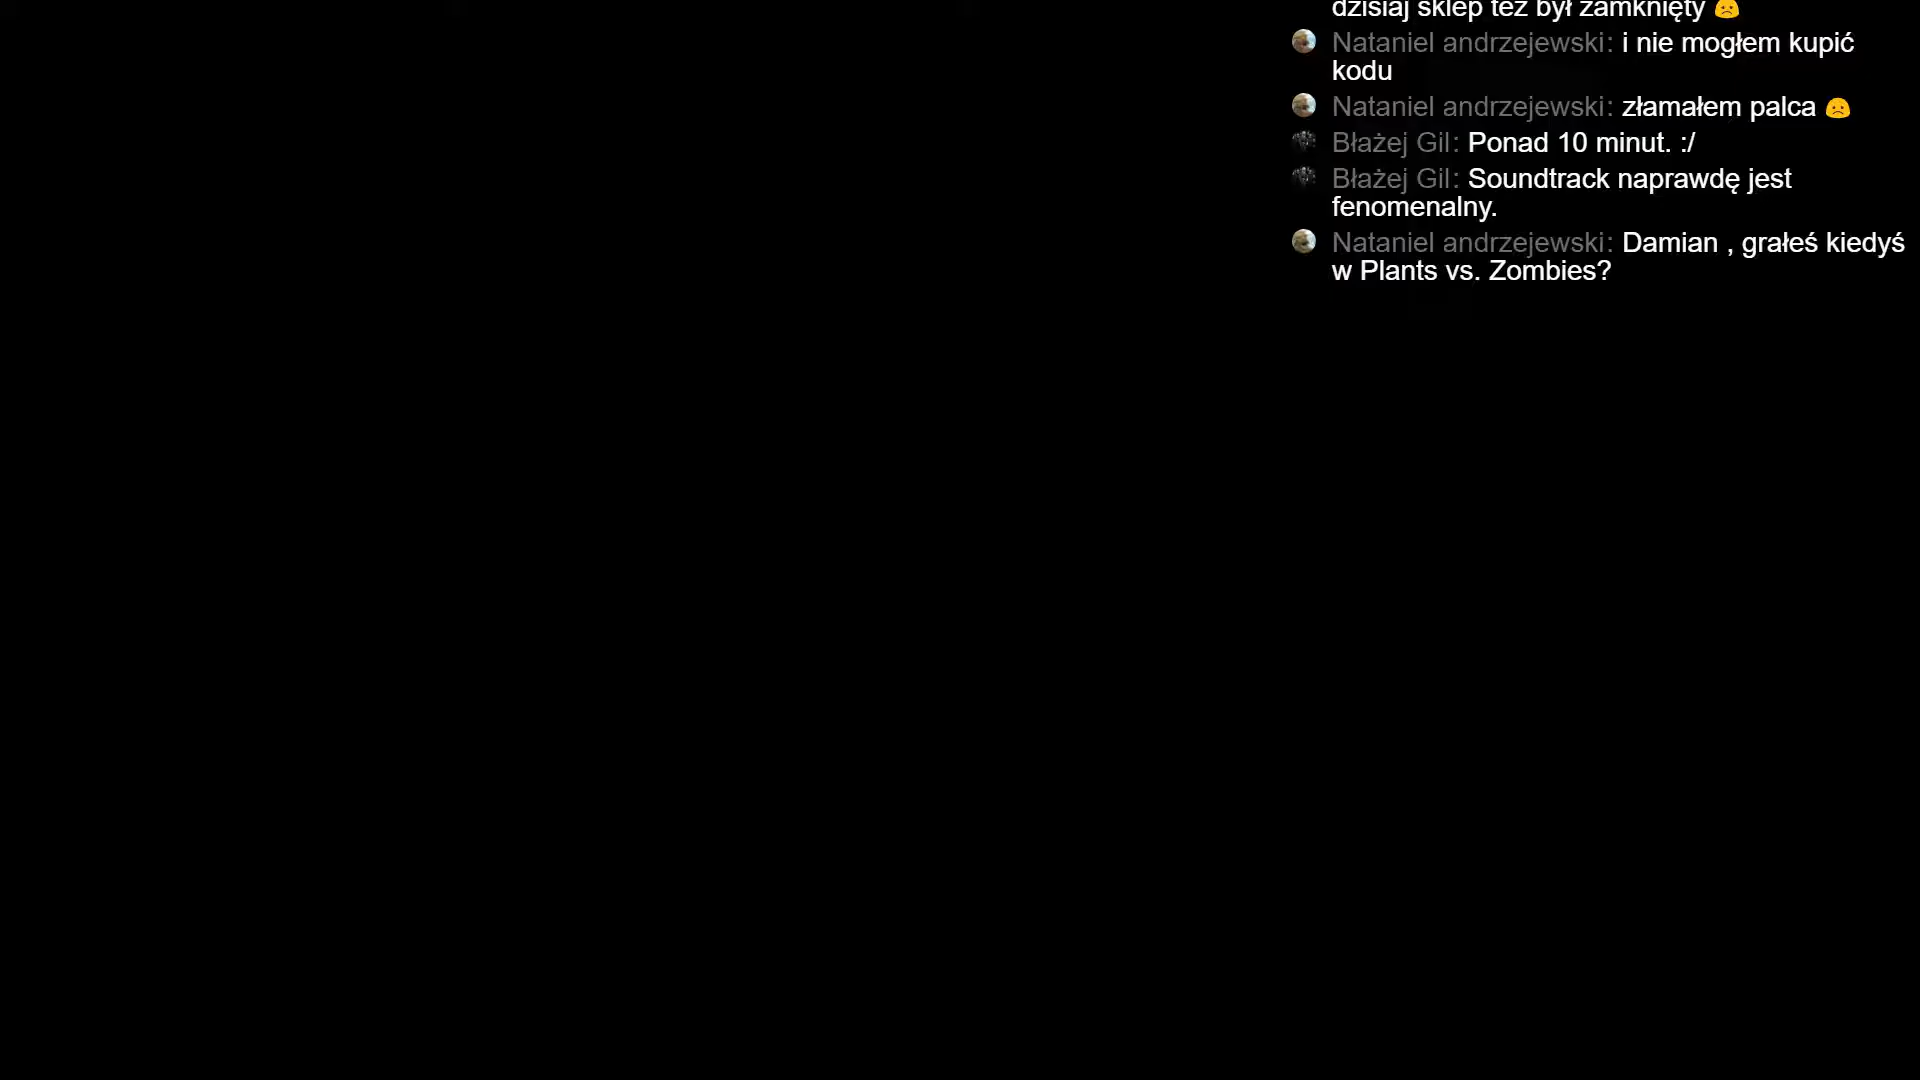 dzisiaj sklep też był zamknięty
Nataniel andrzejewski: i nie mogłem kupić
kodu
Nataniel andrzejewski: złamałem palca
Błażej Gil: Ponad 10 minut. :/
Błażej Gil: Soundtrack naprawdę jest
fenomenalny.
Nataniel andrzejewski: Damian , grałeś kiedyś
w Plants vs. Zombies?